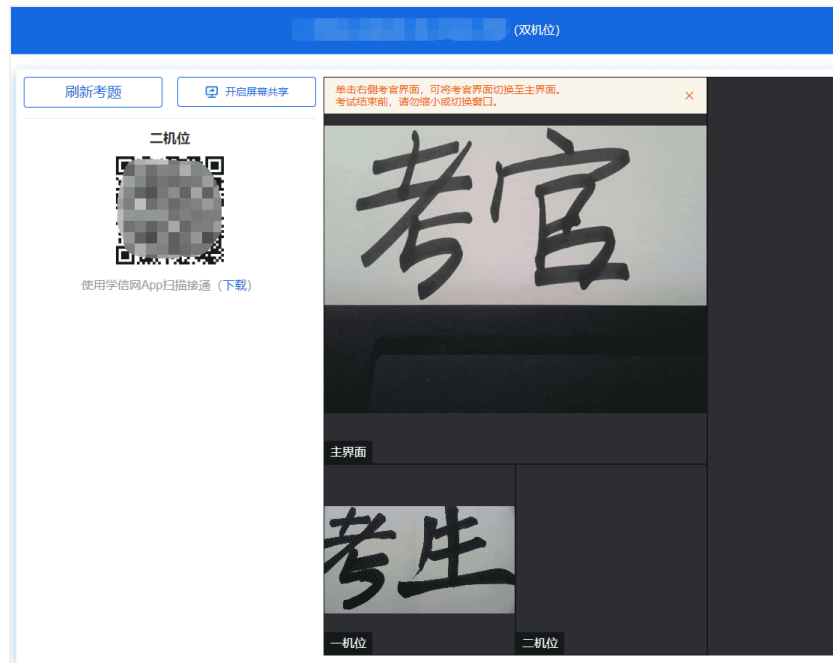 (双机位)
刷新考题
开启屏幕共享
二机位
使用学信网App扫描接通（下载）
单击右侧考官界面，可将考官界面切换至主界面。
考试结束前，请勿缩小或切换窗口。
考官
主界面
考生
一机位
二机位